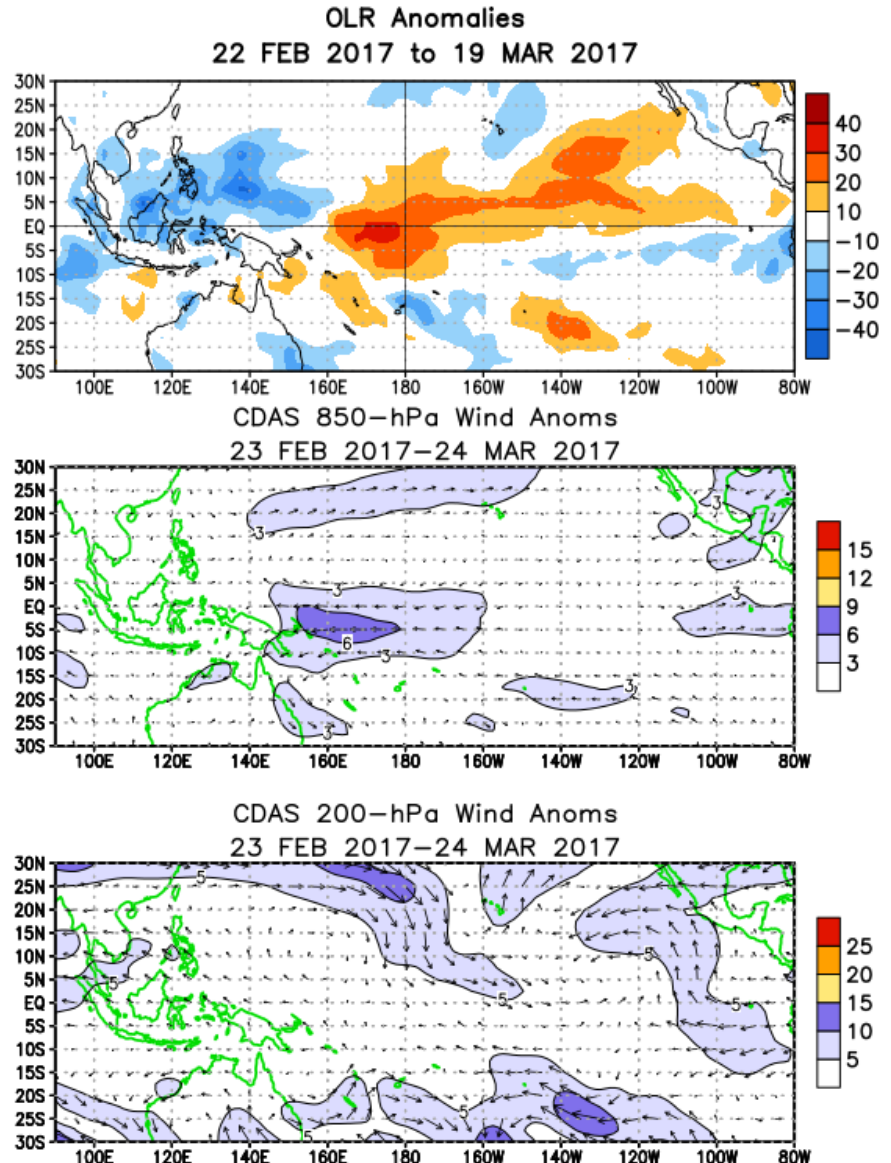 OLR Anomalies
22 FEB 2017 to 19 MAR 2017
30N
25N
20N
15N
10N
5N
EQ
5S
10S
15S
20S
25S
30S
100E 120E 140E 160E 180 160W 140W 120W 100W 80W
40
30
20
10
−10
−20
−30
−40
CDAS 850−hPa Wind Anoms
23 FEB 2017−24 MAR 2017
30N
25N
20N
15N
10N
5N
EQ
5S
10S
15S
20S
25S
30S
3
3
3
3
6
3
3
3
100E 120E 140E 160E 180 160W 140W 120W 100W 80W
15
12
9
6
3
CDAS 200−hPa Wind Anoms
23 FEB 2017−24 MAR 2017
30N
25N
20N
15N
10N
5N
EQ
5S
10S
15S
20S
25S
30S
5
5
5
5
5
5
100E 120E 140E 160E 180 160W 140W 120W 100W 80W
25
20
15
10
5